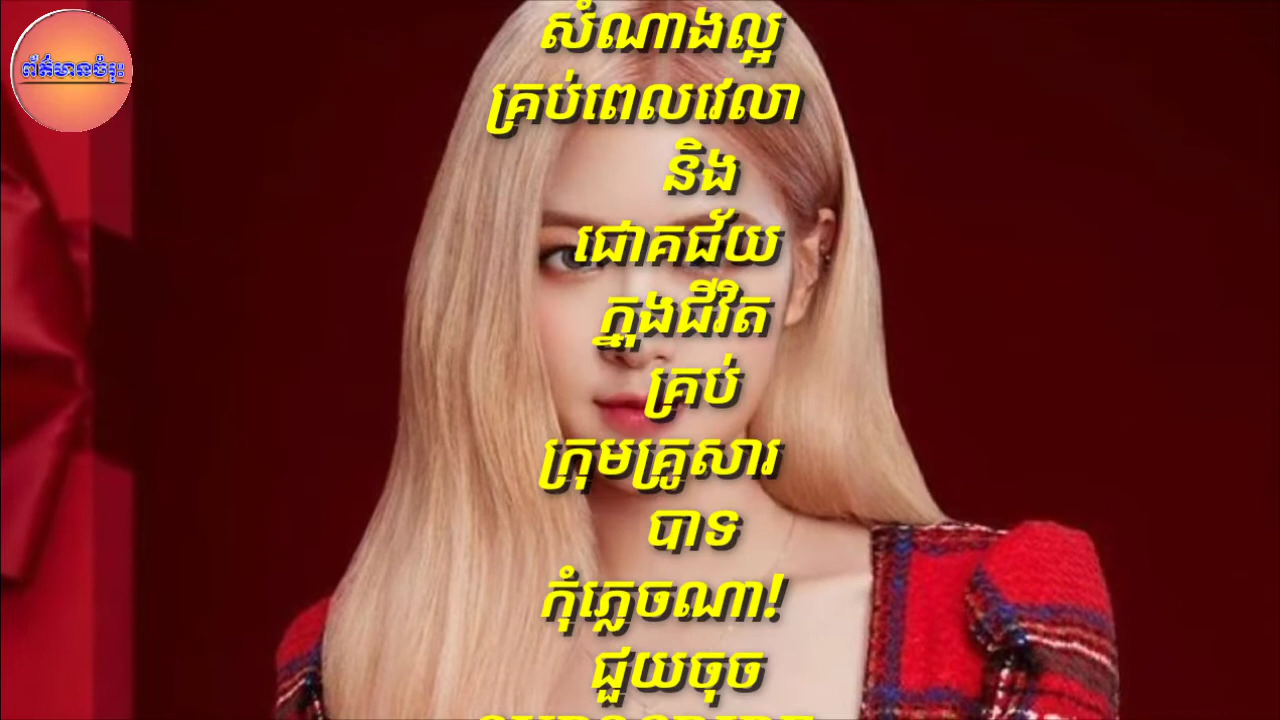 ព័ត៌មានចំរុះ
សំណាងល្អ
គ្រប់ពេលវេលា
និង
ជោគជ័យ
ក្នុងជីវិត
គ្រប់
ក្រុមគ្រួសារ
បាទ
កុំភ្លេចណា!
ជួយចុច